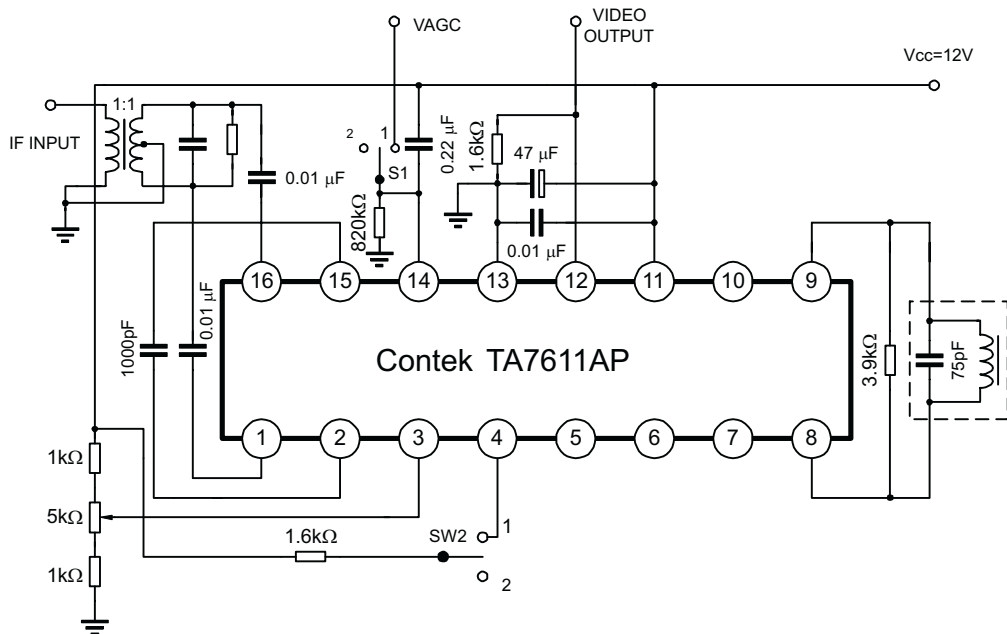 VAGC
VIDEO
OUTPUT
Vcc=12V
1:1
IF INPUT
2
1
S1
0.01 µF
820kΩ
0.22 µF
1.6kΩ
47 µF
0.01 µF
16
15
14
13
12
11
10
9
1000pF
0.01 µF
Contek TA7611AP
3.9kΩ
75pF
1
2
3
4
5
6
7
8
1kΩ
5kΩ
1kΩ
1.6kΩ
SW2
1
2